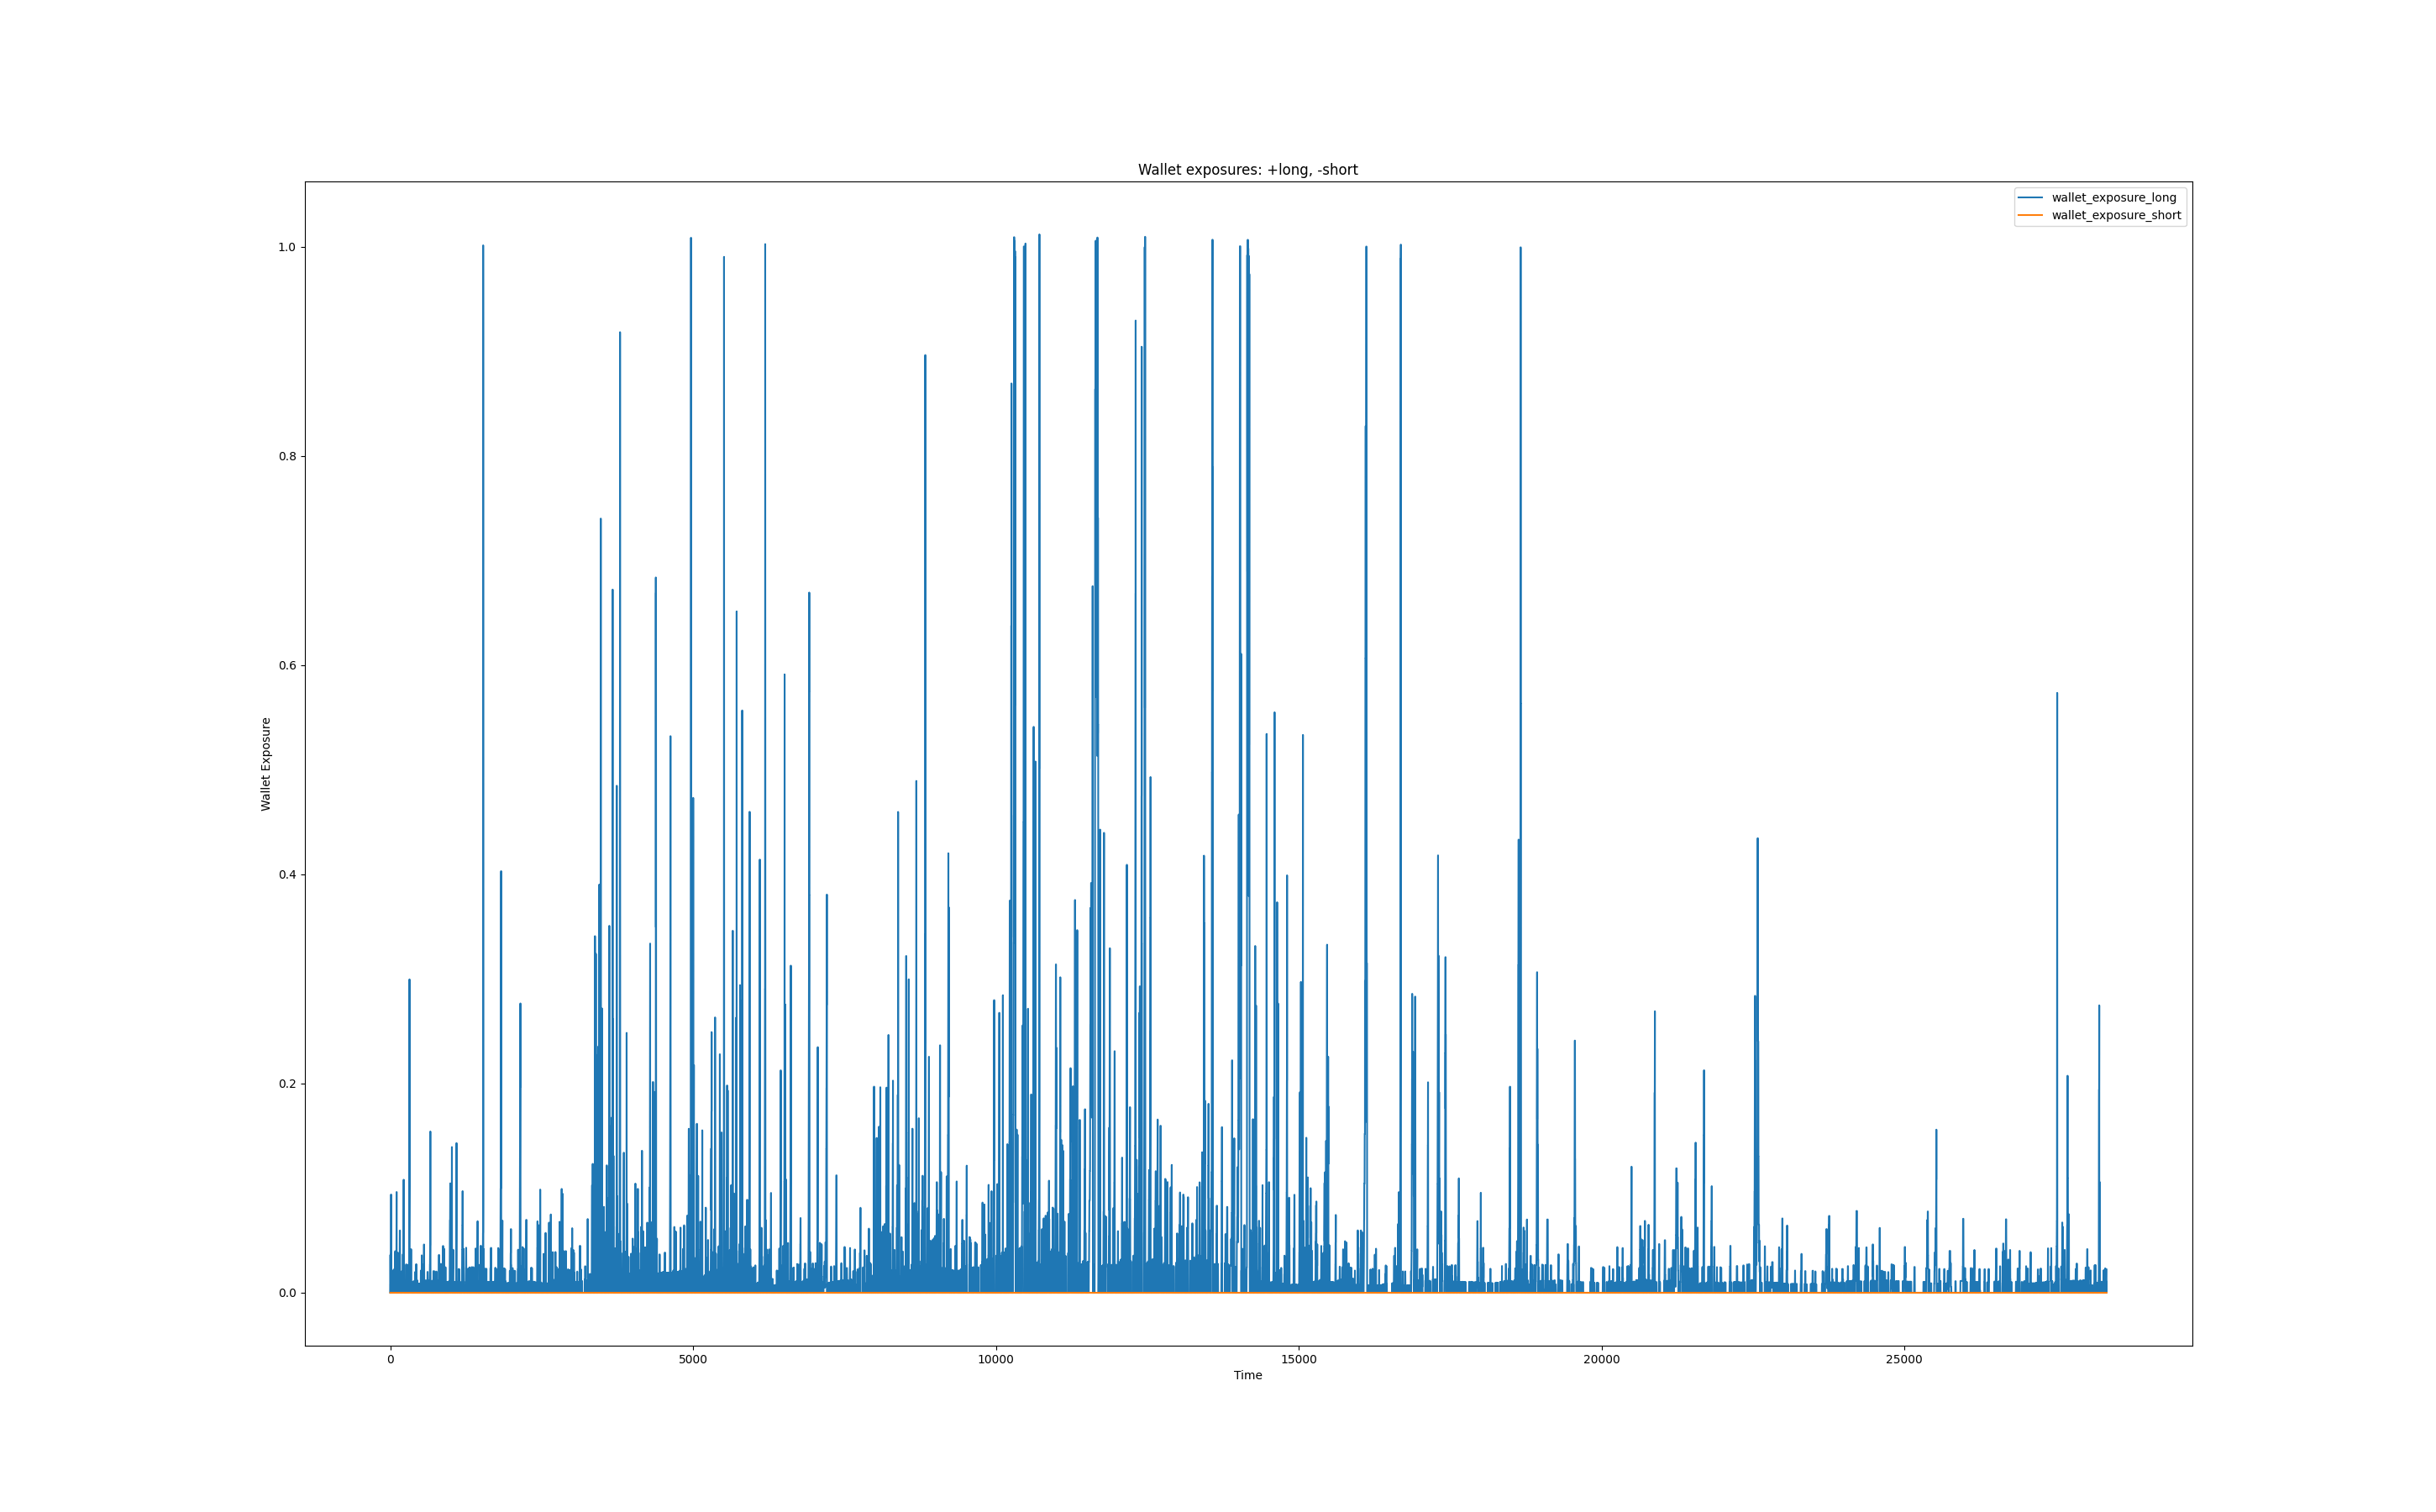 Wallet exposures: +long, -short
wallet_exposure_long
wallet_exposure_short
1.0
0.8
0.6
0.4
0.2
0.0
Wallet Exposure
0 5000 10000 15000 20000 25000
Time